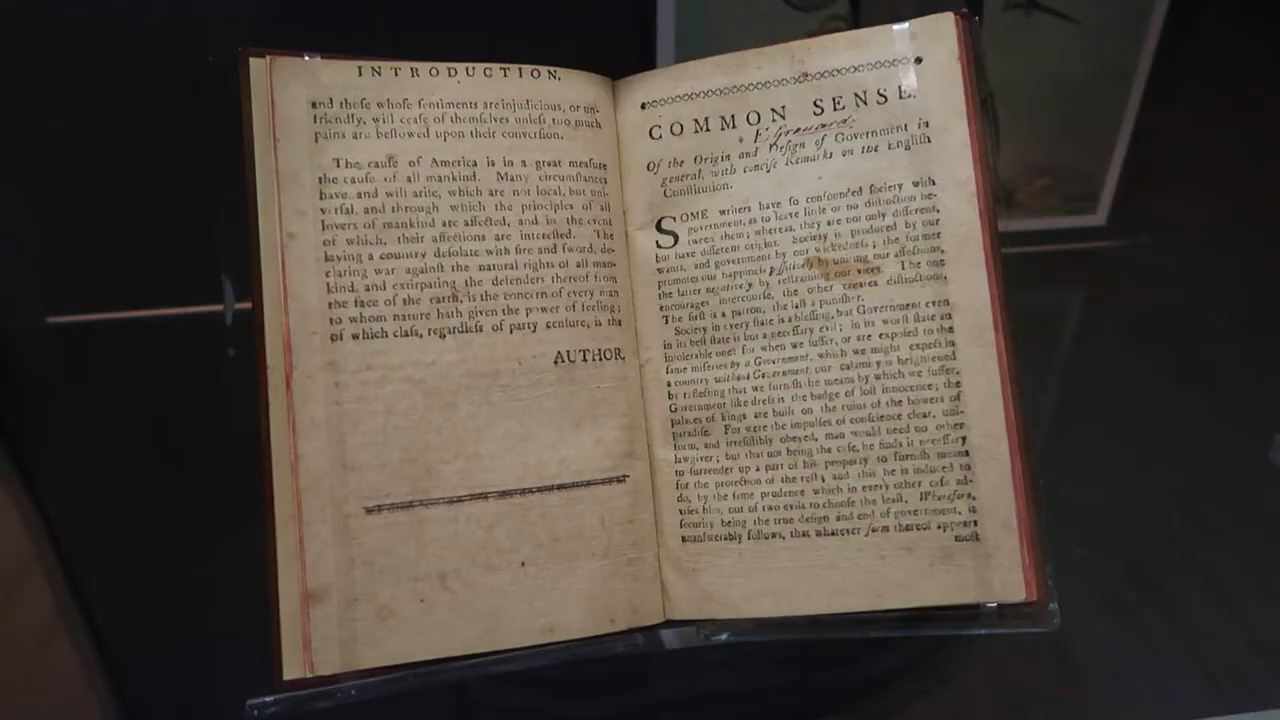 INTRODUCTION.
and thoſe whoſe ſentiments are injudicious, or un-
friendly, will ceaſe of themſelves unleſs too much
pains are beſtowed upon their converſion.
The cauſe of America is in a great meaſure
the cauſe of all mankind. Many circumſtances
have, and will ariſe, which are not local, but uni-
verſal, and through which the principles of all
lovers of mankind are affected, and in the event
of which, their affections are intereſted. The
laying a country deſolate with fire and ſword, de-
claring war againſt the natural rights of all man-
kind, and extirpating the defenders thereof from
the face of the earth, is the concern of every man
to whom nature hath given the power of feeling;
of which claſs, regardleſs of party cenſure, is the
AUTHOR.
COMMON SENSE.
Of the Origin and Deſign of Government in
general, with conciſe Remarks on the Engliſh
Conſtitution.
SOME writers have ſo confounded ſociety with
government, as to leave little or no diſtinction be-
tween them; whereas, they are not only different,
but have different origins. Society is produced by our
wants, and government by our wickedneſs; the former
promotes our happineſs poſitively by uniting our affections,
the latter negatively by reſtraining our vices. The one
encourages intercourſe, the other creates diſtinctions.
The firſt is a patron, the laſt a puniſher.
Society in every ſtate is a bleſſing, but Government even
in its beſt ſtate is but a neceſſary evil; in its worſt ſtate an
intolerable one: for when we ſuffer, or are expoſed to the
ſame miſeries by a Government, which we might expect in
a country without Government, our calamity is heightened
by reflecting that we furniſh the means by which we ſuffer.
Government like dreſs is the badge of loſt innocence; the
palaces of kings are built on the ruins of the bowers of
paradiſe. For were the impulſes of conſcience clear, uni-
form, and irreſiſtibly obeyed, man would need no other
lawgiver; but that not being the caſe, he finds it neceſſary
to ſurrender up a part of his property to furniſh means
for the protection of the reſt; and this he is induced to
do, by the ſame prudence which in every other caſe ad-
viſes him, out of two evils to chooſe the leaſt. Wherefore,
ſecurity being the true deſign and end of government, it
unanſwerably follows, that whatever form thereof appears
moſt